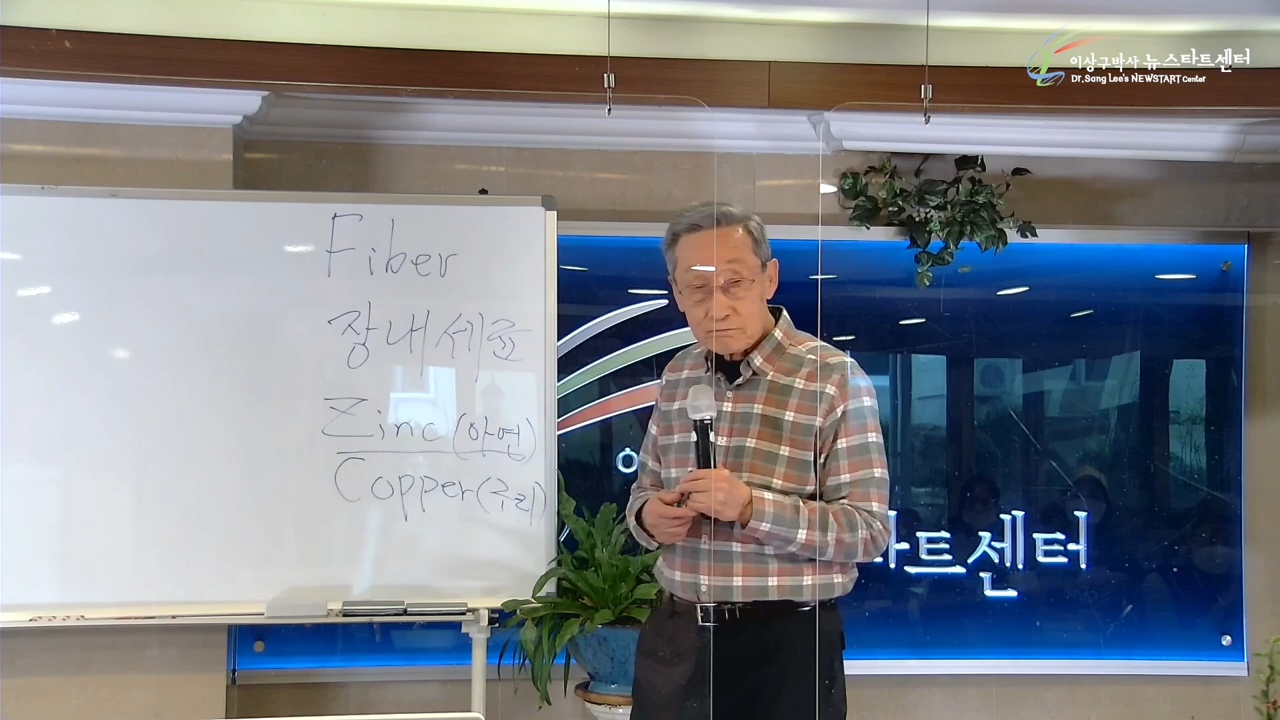 이상구박사 뉴스타트센터
Dr. Sang Lee's NEWSTART Center
Fiber
장내세균
Zinc (아연)
Copper (구리)
타트센터